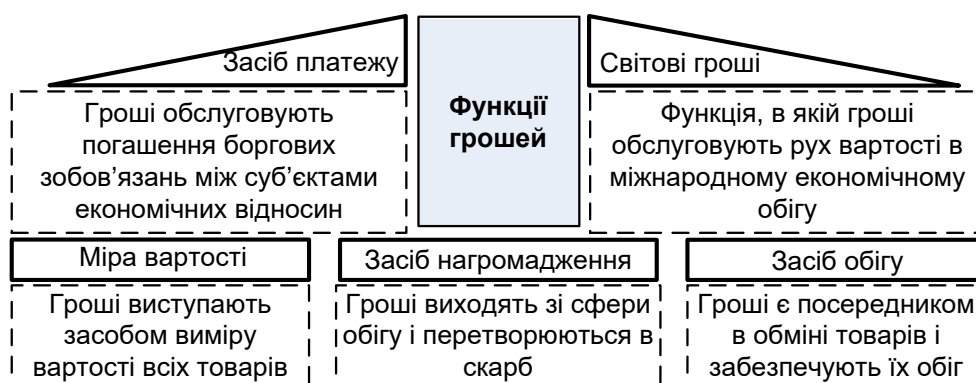 Засіб платежу
Гроші обслуговують
погашення боргових
зобов’язань між суб’єктами
економічних відносин
Функції
грошей
Світові гроші
Функція, в якій гроші
обслуговують рух вартості в
міжнародному економічному
обігу
Міра вартості
Гроші виступають
засобом виміру
вартості всіх товарів
Засіб нагромадження
Гроші виходять зі сфери
обігу і перетворюються в
скарб
Засіб обігу
Гроші є посередником
в обміні товарів і
забезпечують їх обіг